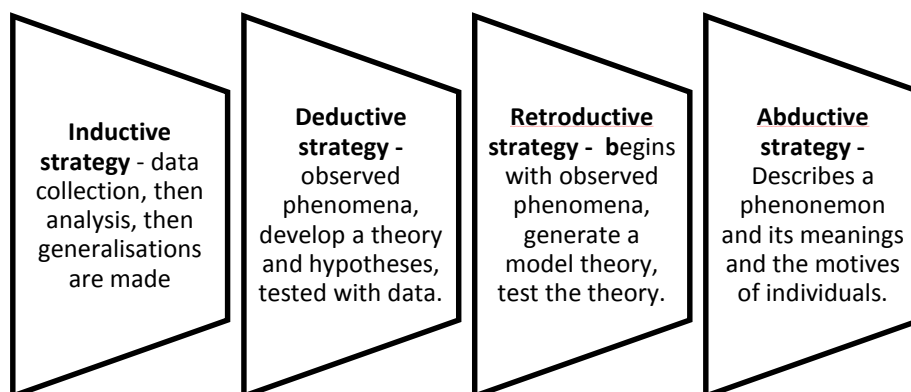 Inductive
strategy - data
collection, then
analysis, then
generalisations
are made
Deductive
strategy -
observed
phenomena,
develop a theory
and hypotheses,
tested with data.
Retroductive
strategy - begins
with observed
phenomena,
generate a
model theory,
test the theory.
Abductive
strategy -
Describes a
phenonemon
and its meanings
and the motives
of individuals.